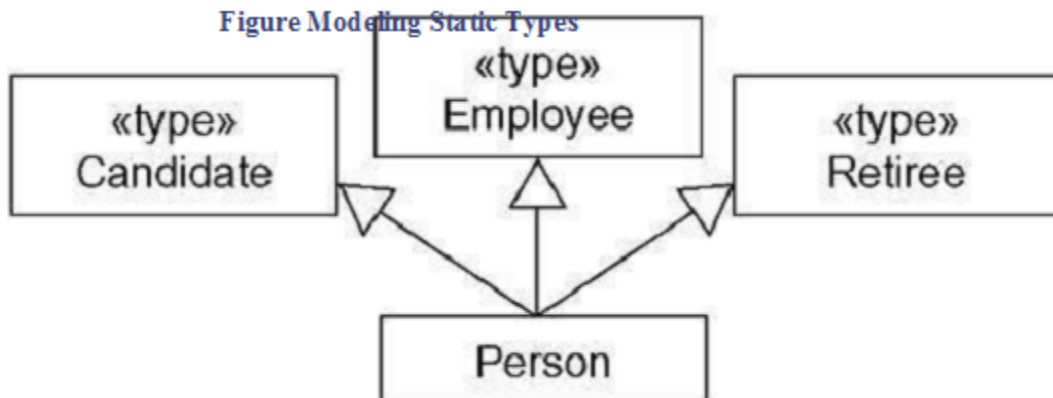 Figure Modeling Static Types
«type»
Employee
«type»
Candidate
«type»
Retiree
Person